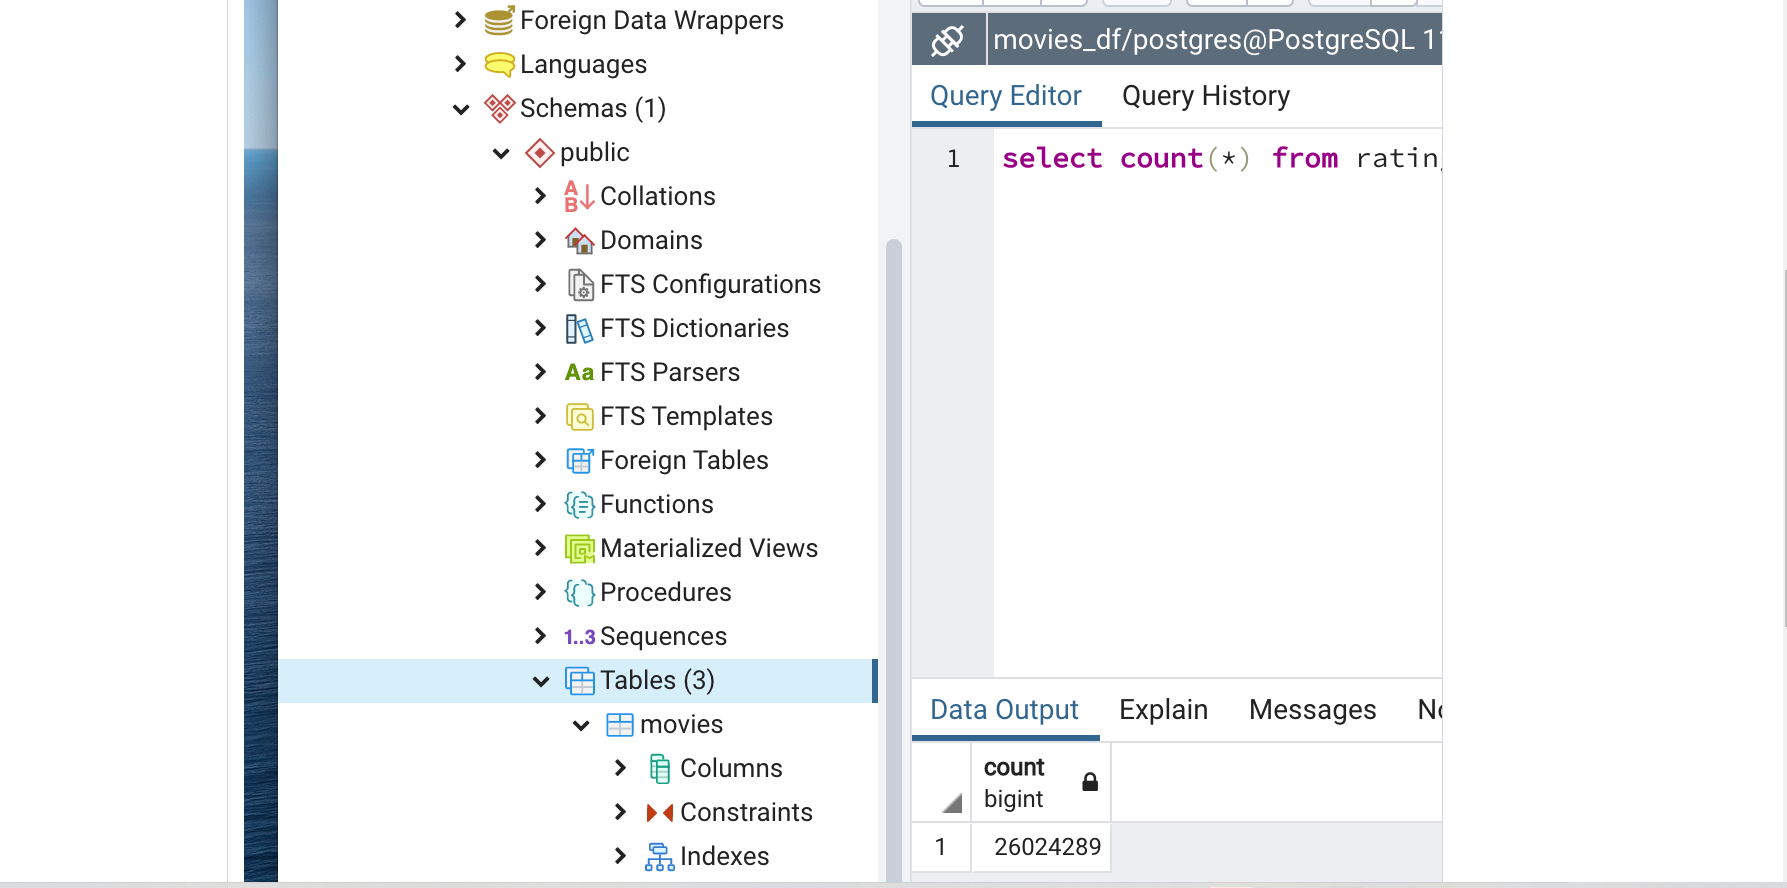 Foreign Data Wrappers
Languages
Schemas (1)
public
Collations
Domains
FTS Configurations
FTS Dictionaries
Aa FTS Parsers
FTS Templates
Foreign Tables
Functions
Materialized Views
Procedures
1..3 Sequences
Tables (3)
movies
Columns
Constraints
Indexes
movies_df/postgres@PostgreSQL 1
Query Editor Query History
1 select count(*) from rating
Data Output Explain Messages No
count
bigint
1 26024289